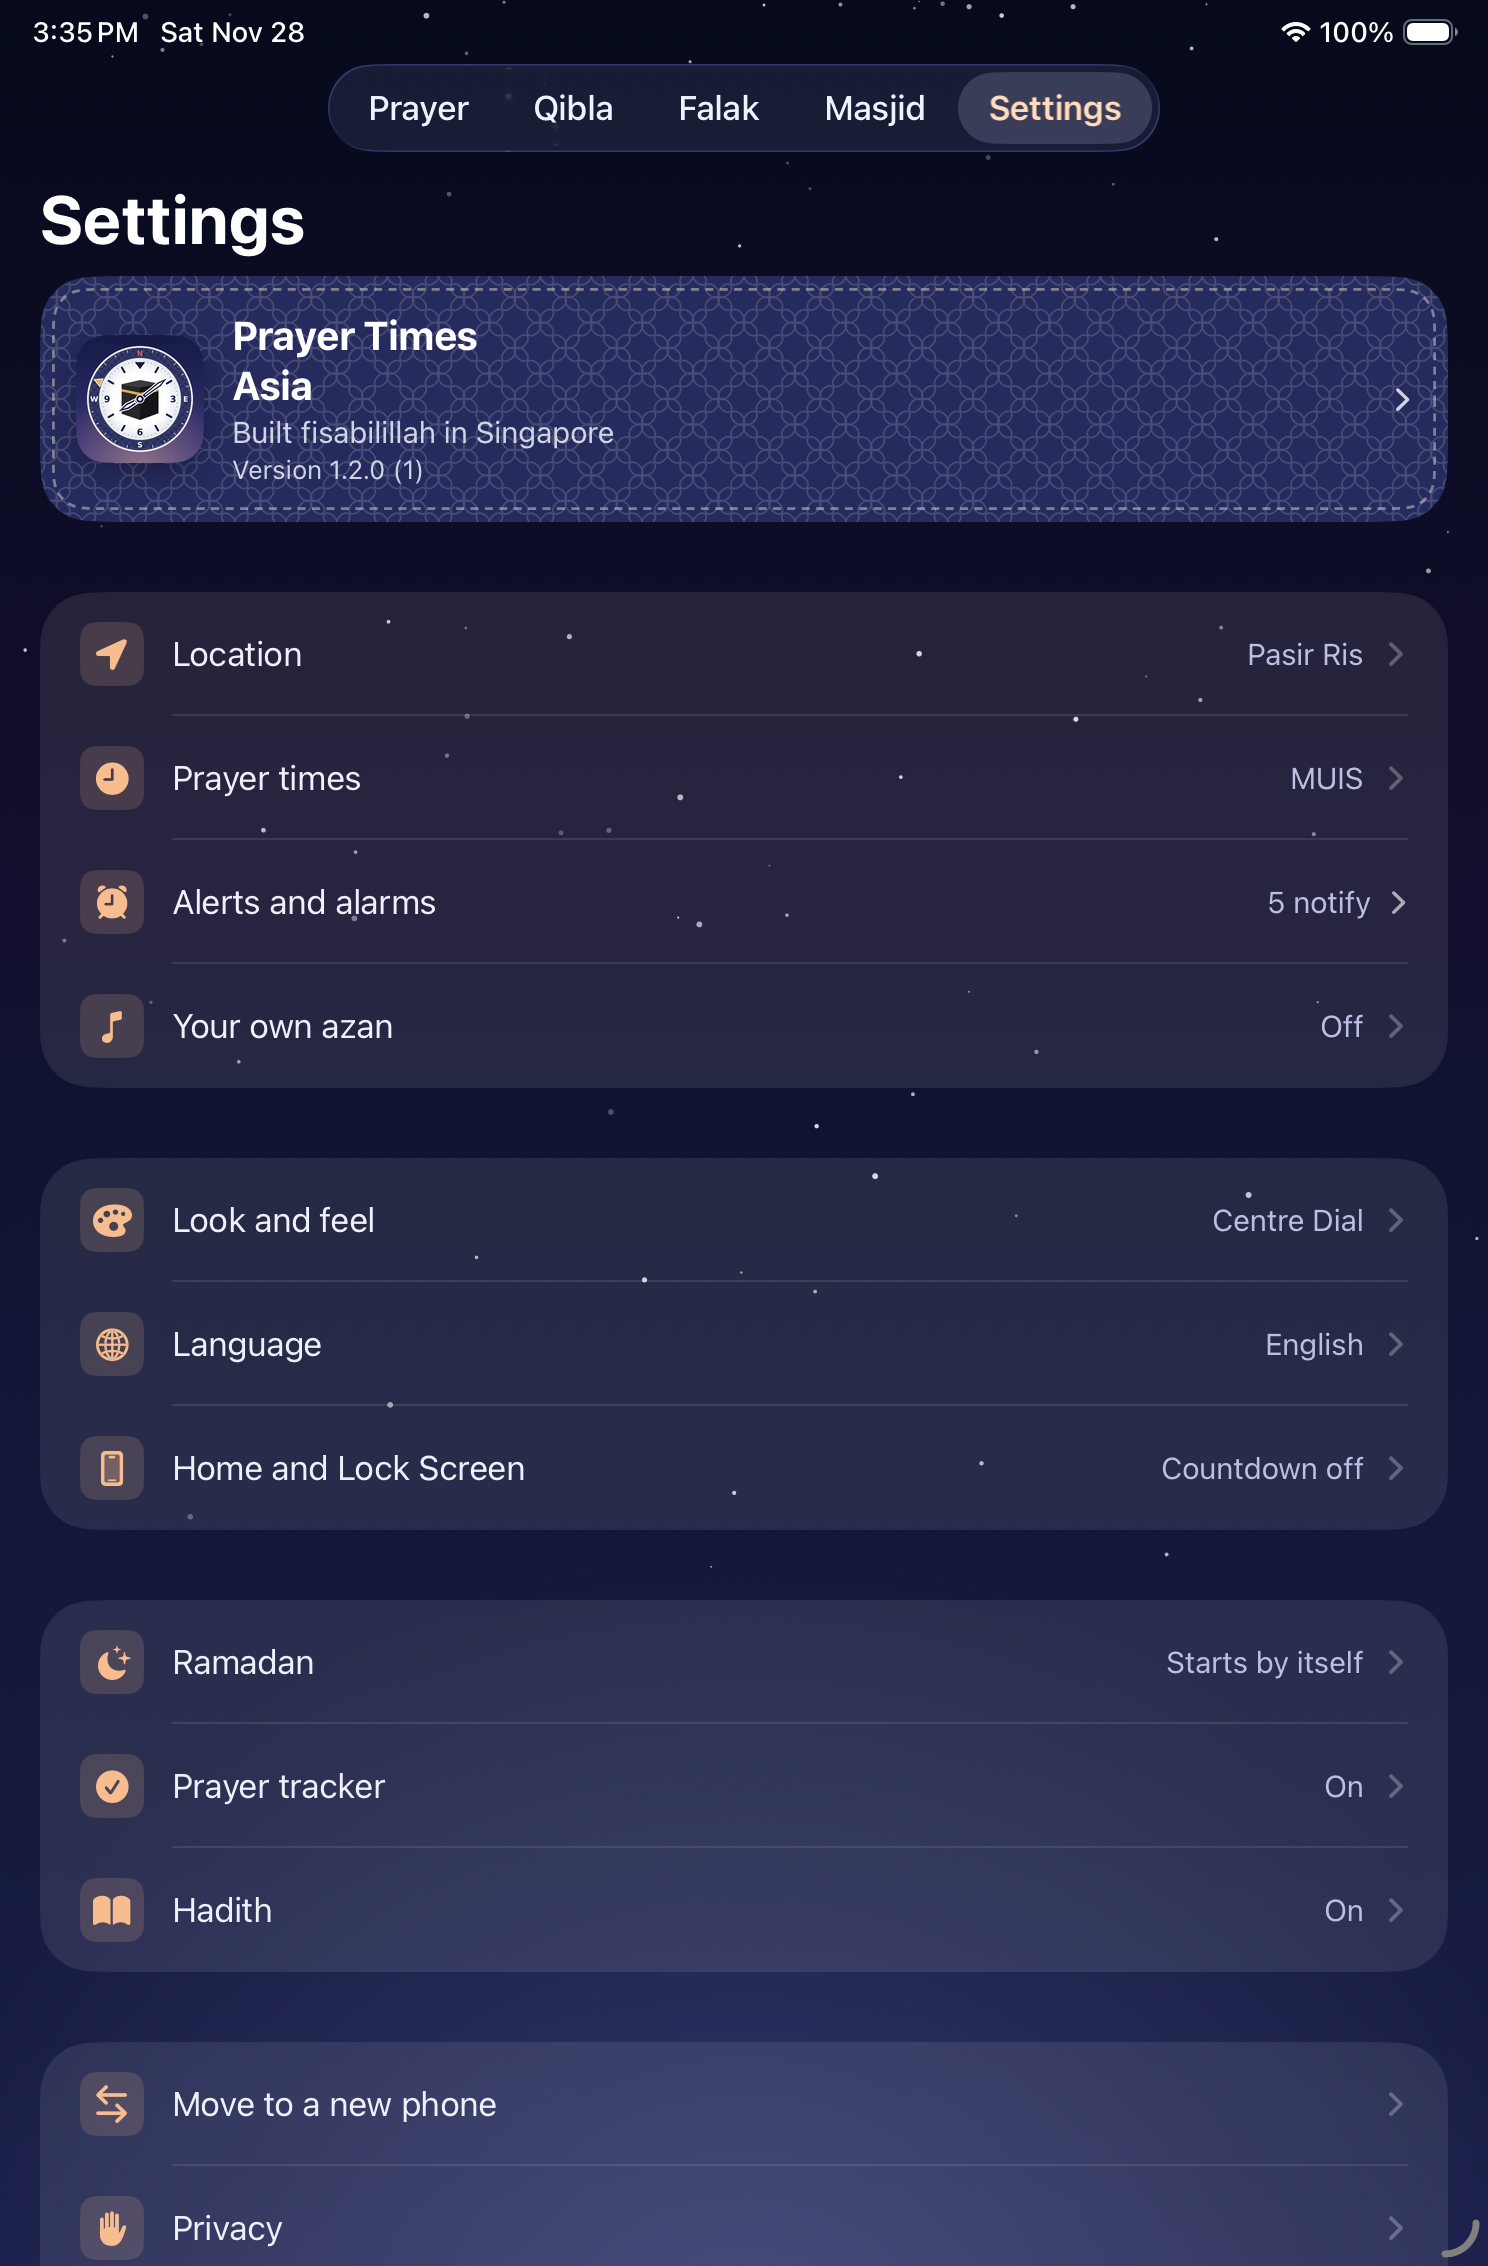 3:35 PM Sat Nov 28
100%
Prayer Qibla Falak Masjid Settings
Settings
N
W 9 3 E
6
S
Prayer Times
Asia
Built fisabilillah in Singapore
Version 1.2.0 (1)
Location Pasir Ris
Prayer times MUIS
Alerts and alarms 5 notify
Your own azan Off
Look and feel Centre Dial
Language English
Home and Lock Screen Countdown off
Ramadan Starts by itself
Prayer tracker On
Hadith On
Move to a new phone
Privacy